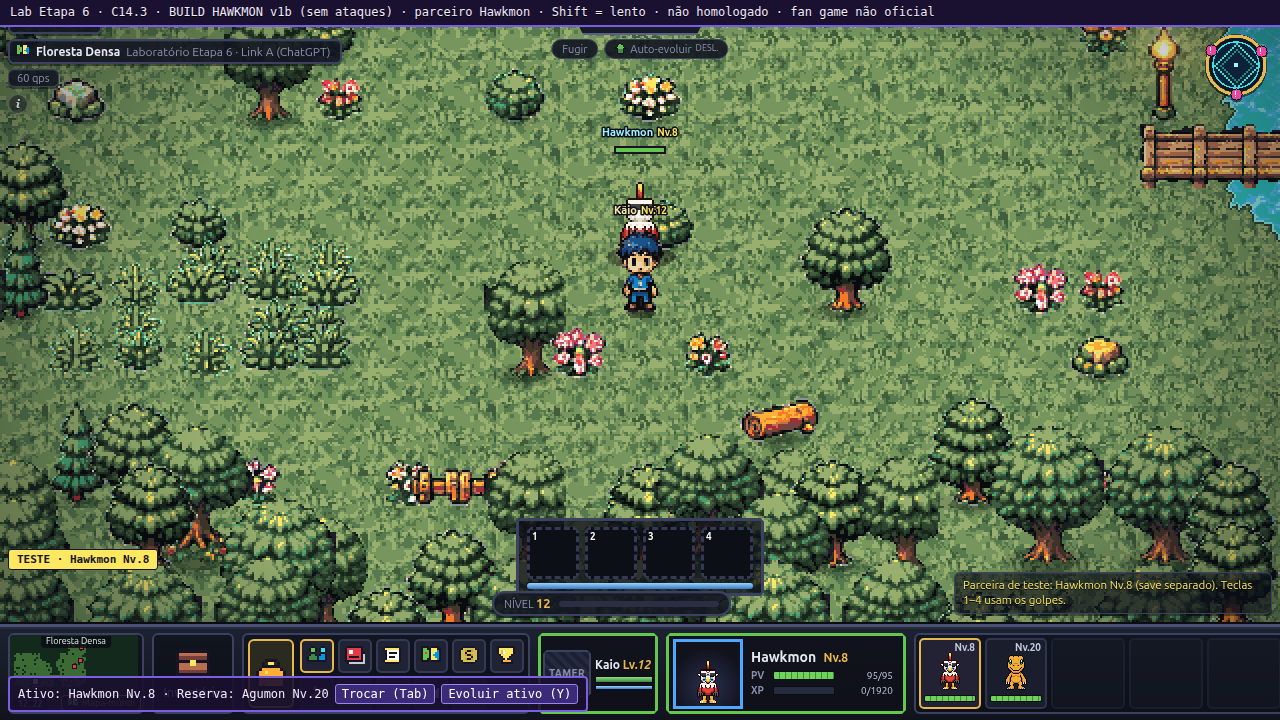 Lab Etapa 6 · C14.3 · BUILD HAWKMON v1b (sem ataques) · parceiro Hawkmon · Shift = lento · não homologado · fan game não oficial
Floresta Densa Laboratório Etapa 6 · Link A (ChatGPT)
Fugir
Auto-evoluir DESL.
60 qps
i
Hawkmon Nv.8
Kaio Nv.12
TESTE · Hawkmon Nv.8
1 2 3 4
NÍVEL 12
Parceira de teste: Hawkmon Nv.8 (save separado). Teclas
1–4 usam os golpes.
Floresta Densa
TAMER
Kaio Lv.12
Hawkmon Nv.8
PV 95/95
XP 0/1920
Nv.8
Nv.20
Ativo: Hawkmon Nv.8 · Reserva: Agumon Nv.20 Trocar (Tab) Evoluir ativo (Y)